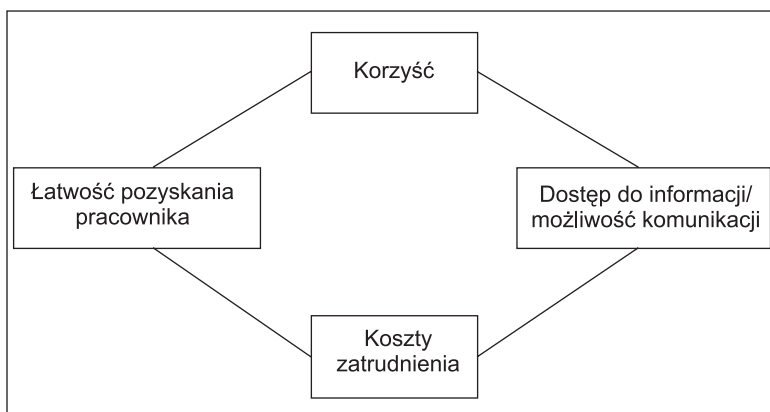 Korzyść
Łatwość pozyskania
pracownika
Dostęp do informacji/
możliwość komunikacji
Koszty
zatrudnienia